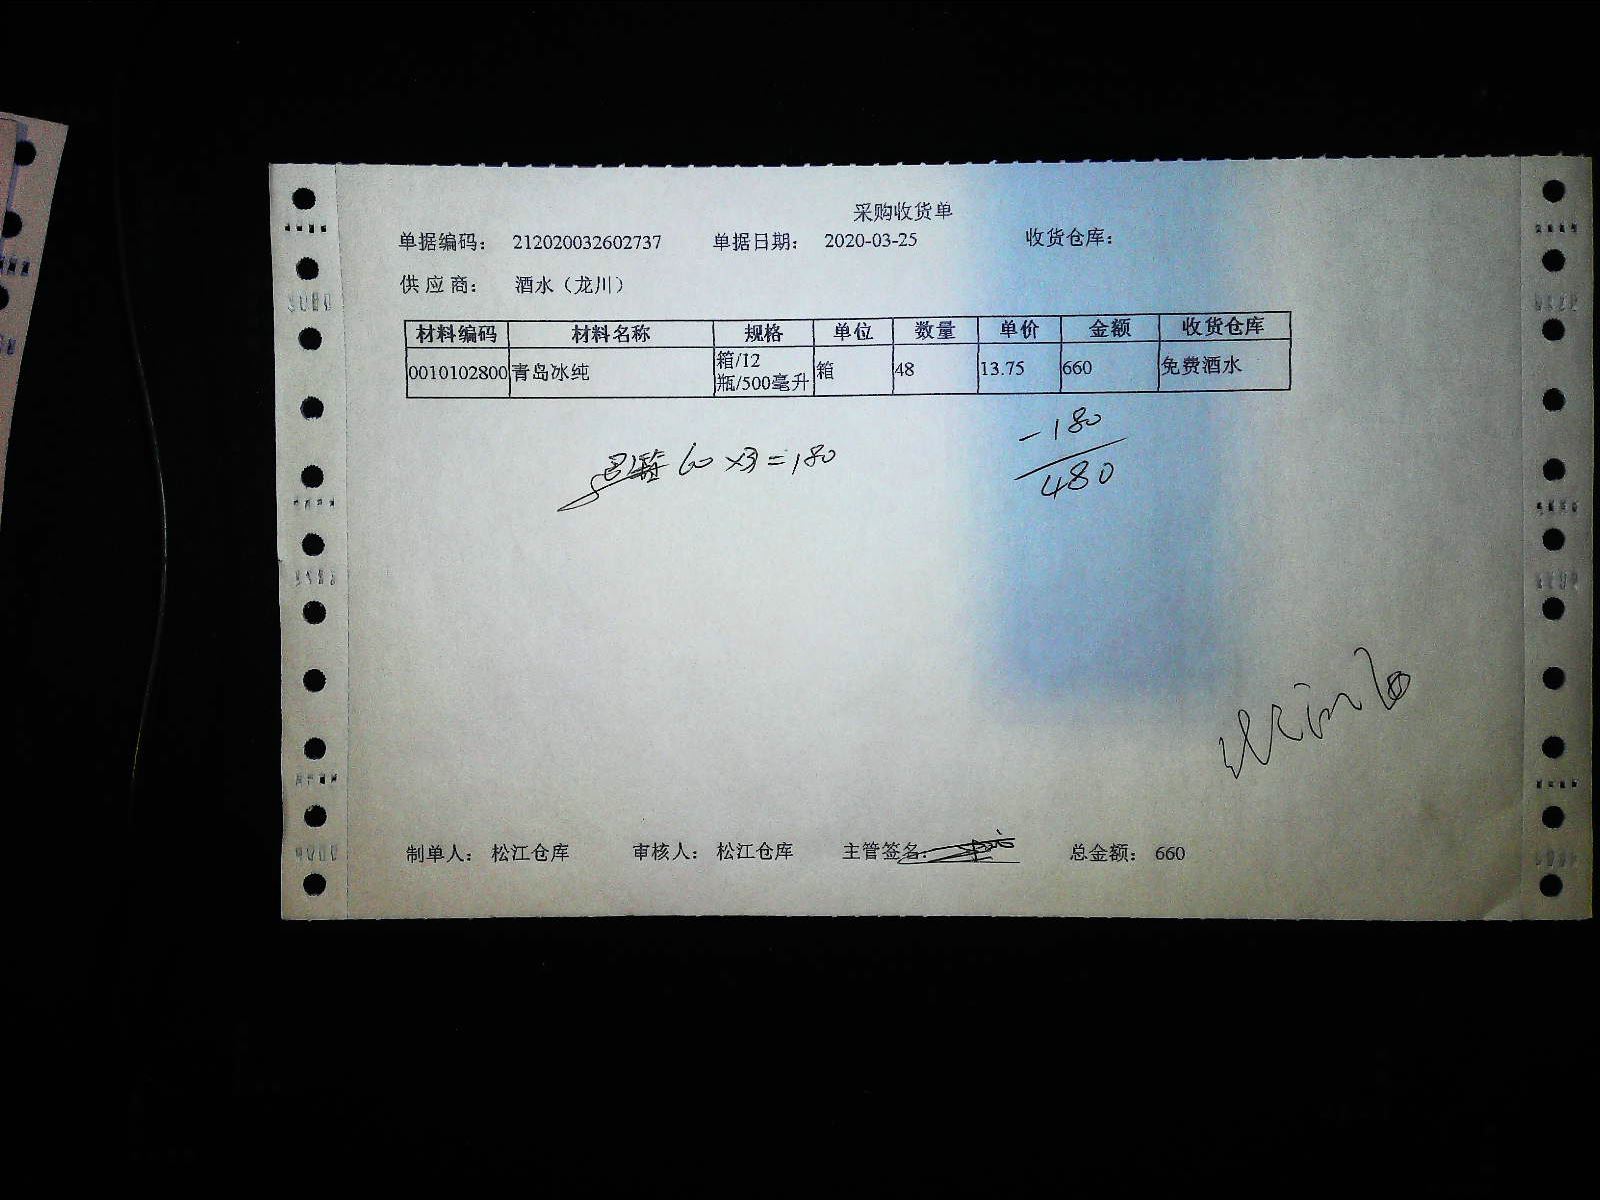 采购收货单
单据编码： 212020032602737 单据日期： 2020-03-25 收货仓库：
供 应 商： 酒水（龙川）
材料编码 材料名称 规格 单位 数量 单价 金额 收货仓库
0010102800 青岛冰纯 箱/12瓶/500毫升 箱 48 13.75 660 免费酒水
-180
60 x3=180
480
制单人： 松江仓库 审核人： 松江仓库 主管签名： 总金额： 660